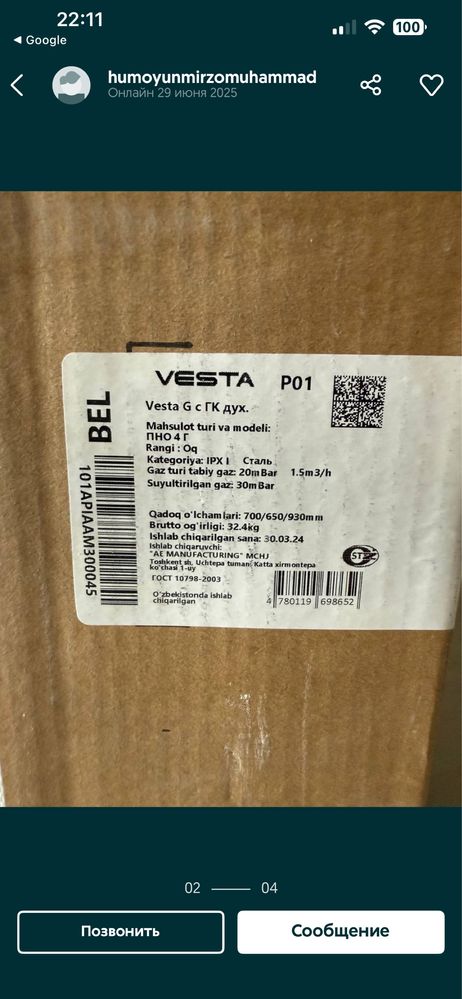 22:11
100
◀ Google
humoyunmirzomuhammad
Онлайн 29 июня 2025
VESTA P01
Vesta G с ГК дух.
Mahsulot turi va modeli:
ПНО 4 Г
Rangi : Oq
Kategoriya: IPX I Сталь
Gaz turi tabiy gaz: 20mBar 1.5m3/h
Suyultirilgan gaz: 30mBar
Qadoq o'lchamlari: 700/650/930mm
Brutto og'irligi: 32.4kg
Ishlab chiqarilgan sana: 30.03.24
Ishlab chiqaruvchi:
"AE MANUFACTURING" MCHJ
Toshkent sh, Uchtepa tuman, Katta xirmontepa
ko'chasi 1-uy
ГОСТ 10798-2003
O'zbekistonda ishlab
chiqarilgan
4 780119 698652
BEL
101APIAAM300045
02 04
Позвонить
Сообщение